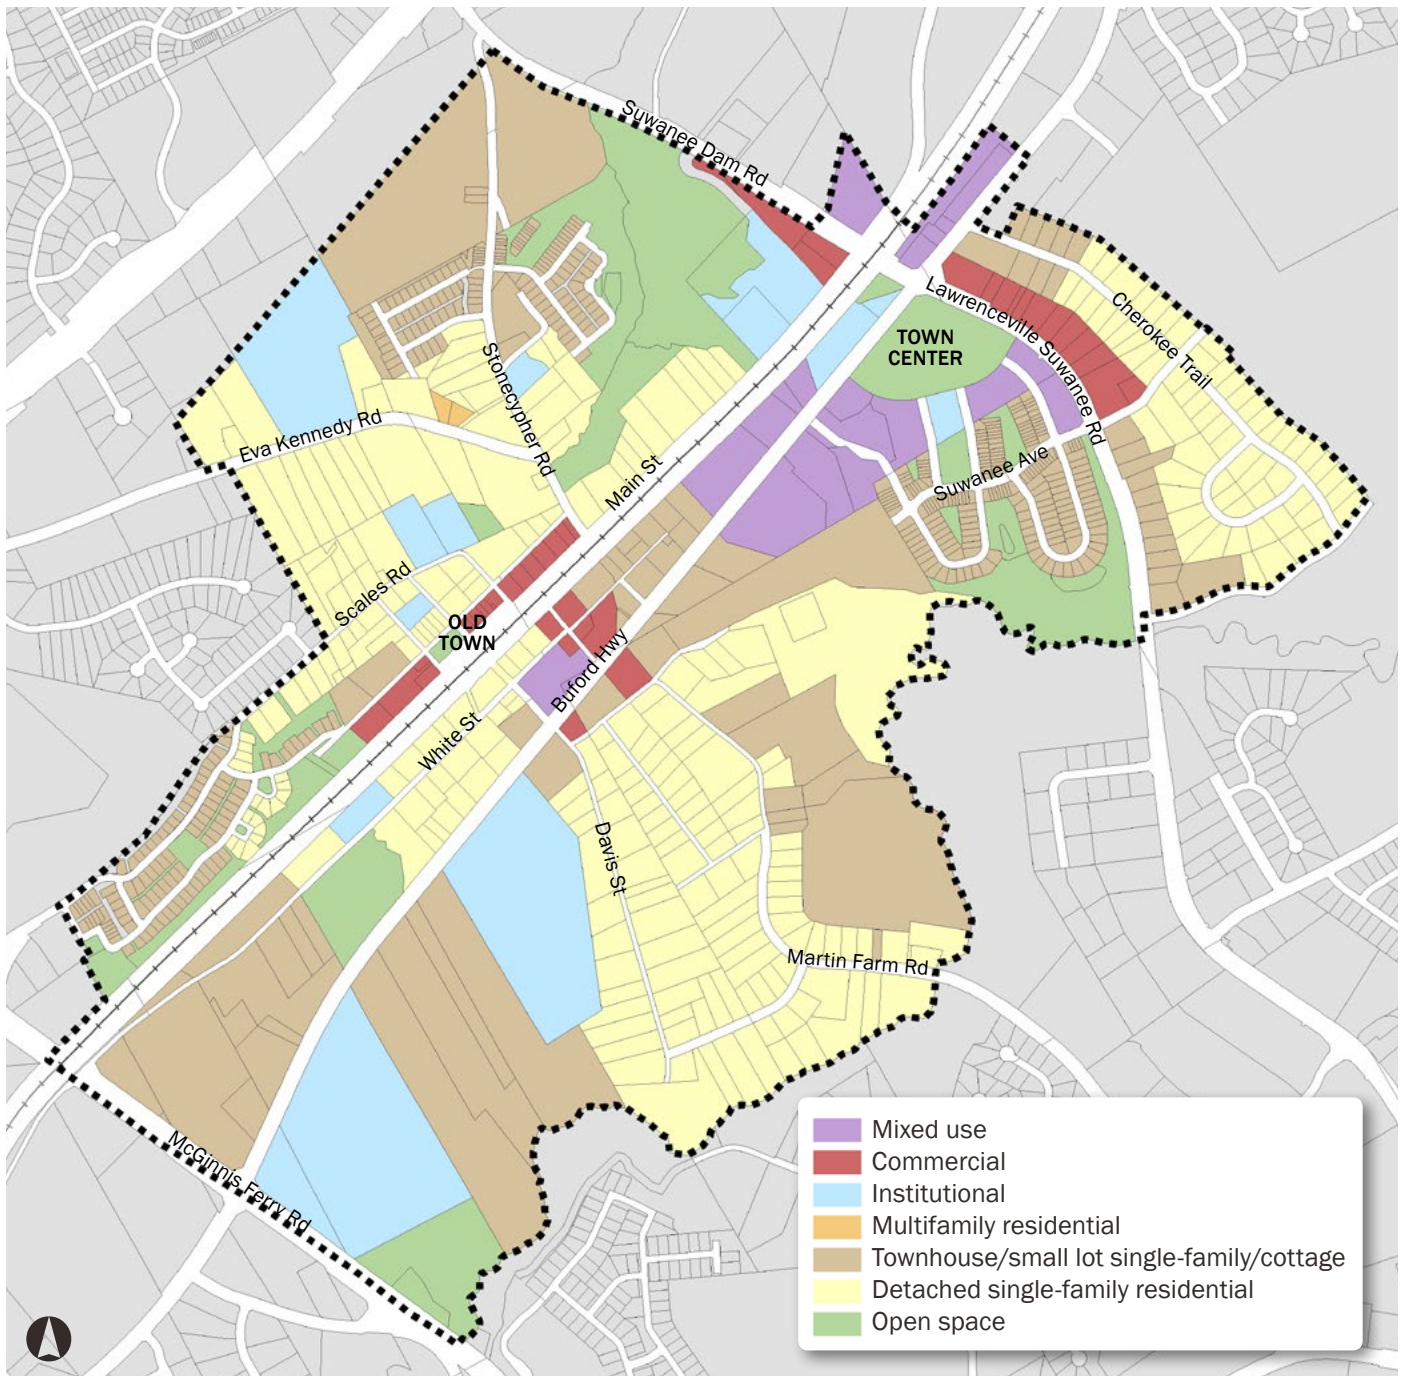 Suwanee Dam Rd
Lawrenceville Suwanee Rd
Cherokee Trail
TOWN
CENTER
Stonecypher Rd
Eva Kennedy Rd
Main St
Suwanee Ave
Scales Rd
OLD
TOWN
Buford Hwy
White St
Davis St
Martin Farm Rd
McGinnis Ferry Rd
Mixed use
Commercial
Institutional
Multifamily residential
Townhouse/small lot single-family/cottage
Detached single-family residential
Open space